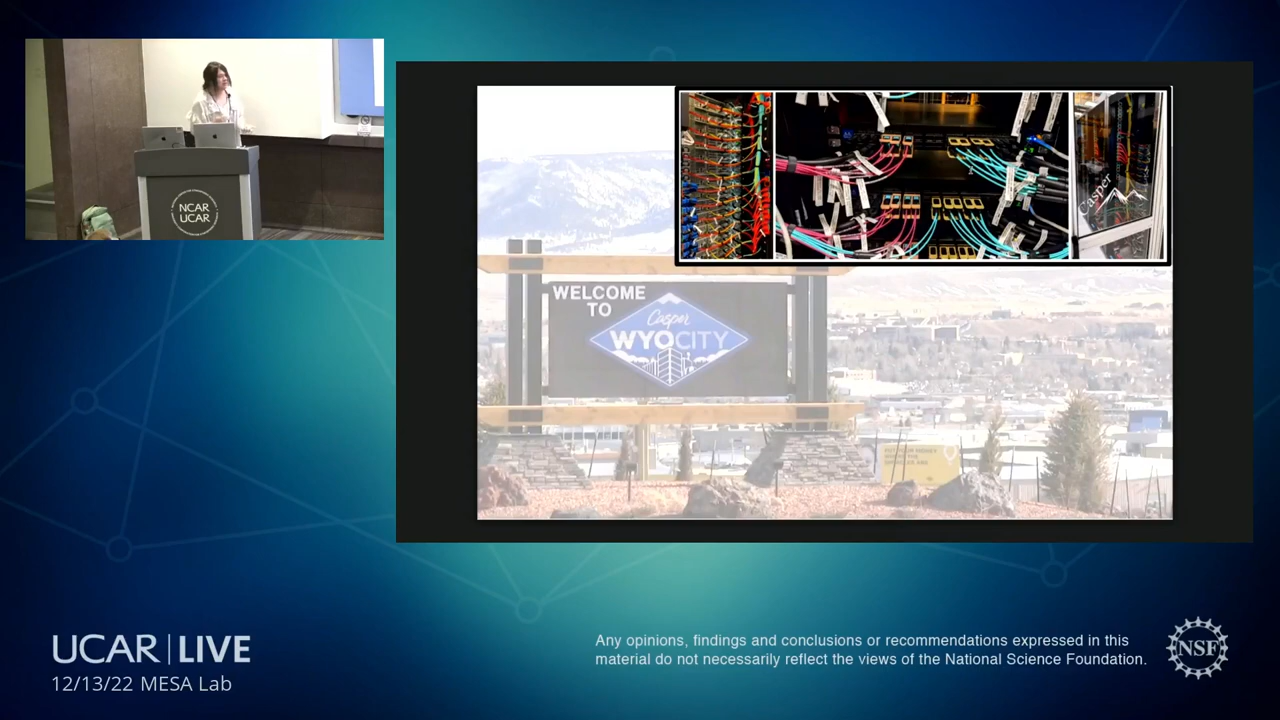 NCAR
UCAR
Casper
WELCOME
TO
Casper
WYOCITY
UCAR | LIVE
12/13/22 MESA Lab
Any opinions, findings and conclusions or recommendations expressed in this
material do not necessarily reflect the views of the National Science Foundation.
NSF